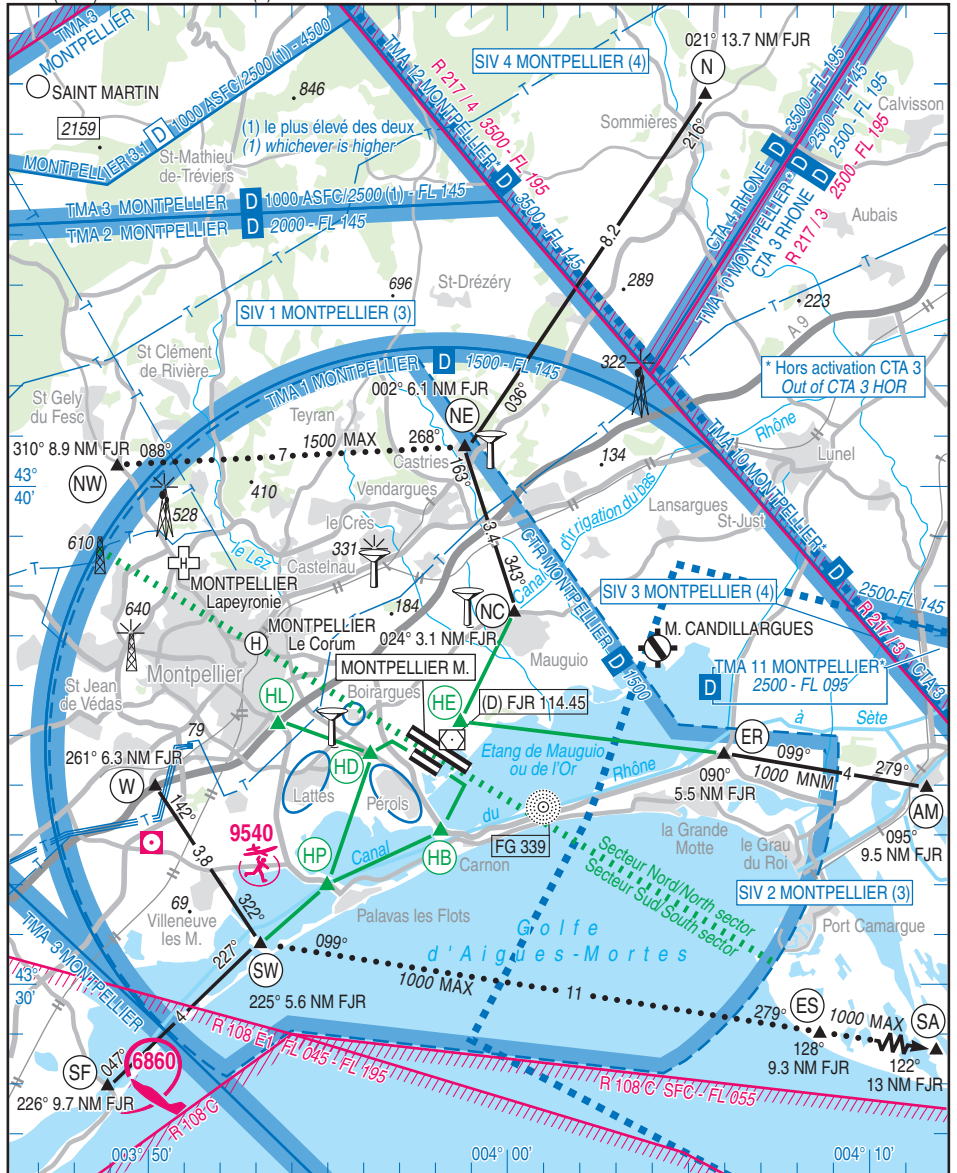 TMA 3
MONTPELLIER
SAINT MARTIN
2159
846
MONTPELLIER 3.1 D 1000 ASFC/2500 (1) - 4500
(1) le plus élevé des deux
(1) whichever is higher
St-Mathieu
de-Tréviers
TMA 12 MONTPELLIER* D 3500 - FL 145
R 217/4 3500 - FL 195
SIV 4 MONTPELLIER (4)
021° 13.7 NM FJR
N
Sommières
216°
8.2
036°
CTA 4 RHONE D 3500 - FL 195
TMA 10 MONTPELLIER* D 2500 - FL 145
CTA 3 RHONE D 2500 - FL 195
R 217 / 3 2500 - FL 195
Calvisson
Aubais
TMA 3 MONTPELLIER D 1000 ASFC/2500 (1) - FL 145
TMA 2 MONTPELLIER D 2000 - FL 145
696
St-Drézéry
289
223
A 9
SIV 1 MONTPELLIER (3)
St Clément
de Rivière
TMA 1 MONTPELLIER D 1500 - FL 145
322
* Hors activation CTA 3
Out of CTA 3 HOR
St Gely
du Fesc
Teyran
002° 6.1 NM FJR
NE
310° 8.9 NM FJR
NW
088°
7
1500 MAX
268°
Castries
163°
3.4
343°
134
Rhône
Lunel
43°
40'
410
528
Vendargues
le Crès
331
Castelnau
le Lez
610
MONTPELLIER
Lapeyronie
184
NC
024° 3.1 NM FJR
Canal d'irrigation du bas
Lansargues
St-Just
TMA 10 MONTPELLIER* D 2500-FL 145
R 217/3
CTA 3
CTR MONTPELLIER D 1500
SIV 3 MONTPELLIER (4)
M. CANDILLARGUES
640
H
MONTPELLIER
Le Corum
MONTPELLIER M.
Mauguio
TMA 11 MONTPELLIER*
D 2500 - FL 095
Montpellier
St Jean
de Védas
HL
Boirargues
HE
(D) FJR 114.45
79
HD
Etang de Mauguio
ou de l'Or
à Sète
ER
099°
1000 MNM
4
279°
261° 6.3 NM FJR
W
Lattes
Pérols
Rhône
090°
5.5 NM FJR
AM
095°
9.5 NM FJR
142°
3.8
322°
9540
HP
Canal
du
HB
Carnon
FG 339
la Grande
Motte
le Grau
du Roi
Secteur Nord/North sector
Secteur Sud/South sector
SIV 2 MONTPELLIER (3)
69
Villeneuve
les M.
Palavas les Flots
Golfe
d'Aigues-Mortes
Port Camargue
TMA 3 MONTPELLIER
227°
SW
099°
1000 MAX
11
279°
43°
30'
225° 5.6 NM FJR
ES
1000 MAX
SA
128°
9.3 NM FJR
122°
13 NM FJR
4
047°
SF
6860
226° 9.7 NM FJR
R 108 E1 FL 045 - FL 195
R 108 C SFC - FL 055
R 108 C
003° 50'
004° 00'
004° 10'